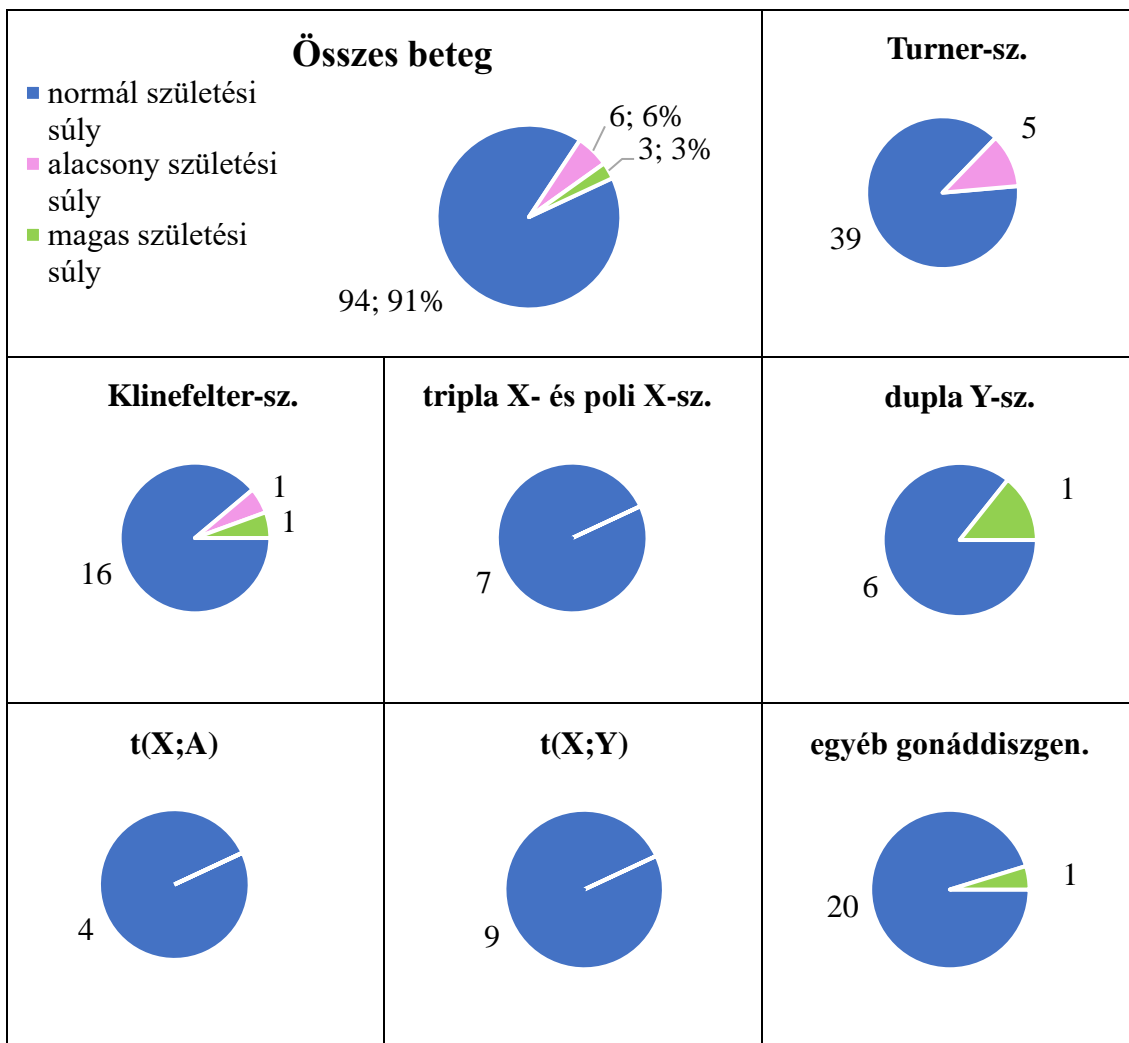 Összes beteg
normál születési
súly
alacsony születési
súly
magas születési
súly
6; 6%
3; 3%
94; 91%
Turner-sz.
5
39
Klinefelter-sz.
1
1
16
tripla X- és poli X-sz.
7
dupla Y-sz.
1
6
t(X;A)
4
t(X;Y)
9
egyéb gonáddiszgen.
1
20